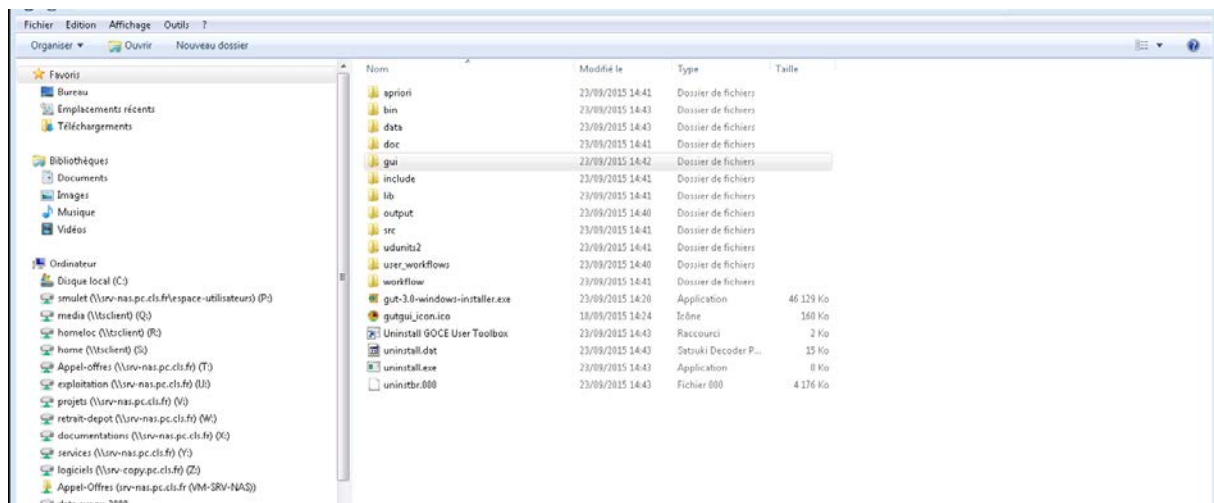 Fichier Edition Affichage Outils ?
Organiser Ouvrir Nouveau dossier
Favoris
Bureau
Emplacements récents
Téléchargements
Bibliothèques
Documents
Images
Musique
Vidéos
Ordinateur
Disque local (C:)
smulet (\\srv-nas.pc.cls.fr\espace-utilisateurs) (P:)
media (\\tsclient) (Q:)
homeloc (\\tsclient) (R:)
home (\\tsclient) (S:)
Appel-offres (\\srv-nas.pc.cls.fr) (T:)
exploitation (\\srv-nas.pc.cls.fr) (U:)
projets (\\srv-nas.pc.cls.fr) (V:)
retrait-depot (\\srv-nas.pc.cls.fr) (W:)
documentations (\\srv-nas.pc.cls.fr) (X:)
services (\\srv-nas.pc.cls.fr) (Y:)
logiciels (\\srv-copy.pc.cls.fr) (Z:)
Appel-Offres (srv-nas.pc.cls.fr (VM-SRV-NAS))
Nom Modifié le Type Taille
apriori 23/09/2015 14:41 Dossier de fichiers
bin 23/09/2015 14:43 Dossier de fichiers
data 23/09/2015 14:43 Dossier de fichiers
doc 23/09/2015 14:41 Dossier de fichiers
gui 23/09/2015 14:42 Dossier de fichiers
include 23/09/2015 14:41 Dossier de fichiers
lib 23/09/2015 14:41 Dossier de fichiers
output 23/09/2015 14:40 Dossier de fichiers
src 23/09/2015 14:41 Dossier de fichiers
udunits2 23/09/2015 14:41 Dossier de fichiers
user_workflows 23/09/2015 14:40 Dossier de fichiers
workflow 23/09/2015 14:41 Dossier de fichiers
gut-3.0-windows-installer.exe 23/09/2015 14:20 Application 46 129 Ko
gutgui_icon.ico 18/09/2015 14:24 Icône 160 Ko
Uninstall GOCE User Toolbox 23/09/2015 14:43 Raccourci 2 Ko
uninstall.dat 23/09/2015 14:43 Satsuki Decoder P... 15 Ko
uninstall.exe 23/09/2015 14:43 Application 8 Ko
uninstbr.000 23/09/2015 14:43 Fichier 000 4 176 Ko